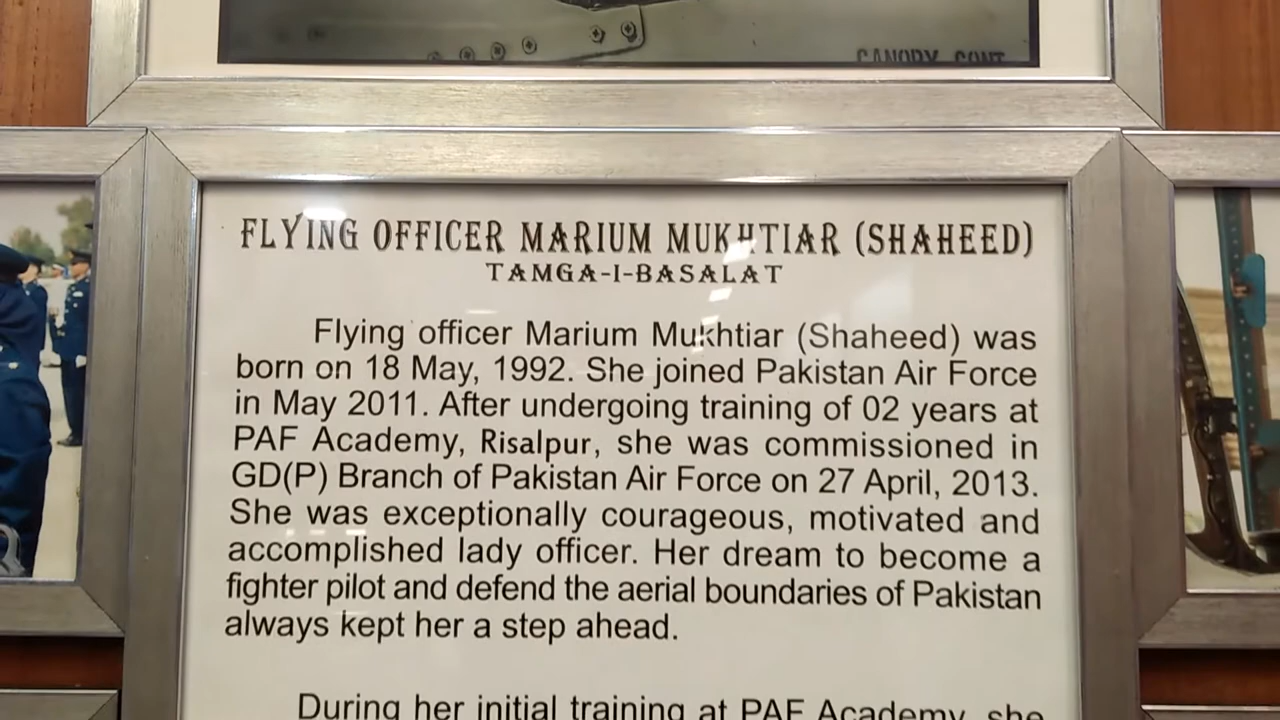 CANOPY CONT
FLYING OFFICER MARIUM MUKHTIAR (SHAHEED)
TAMGA-I-BASALAT
Flying officer Marium Mukhtiar (Shaheed) was
born on 18 May, 1992. She joined Pakistan Air Force
in May 2011. After undergoing training of 02 years at
PAF Academy, Risalpur, she was commissioned in
GD(P) Branch of Pakistan Air Force on 27 April, 2013.
She was exceptionally courageous, motivated and
accomplished lady officer. Her dream to become a
fighter pilot and defend the aerial boundaries of Pakistan
always kept her a step ahead.
During her initial training at PAF Academy, she